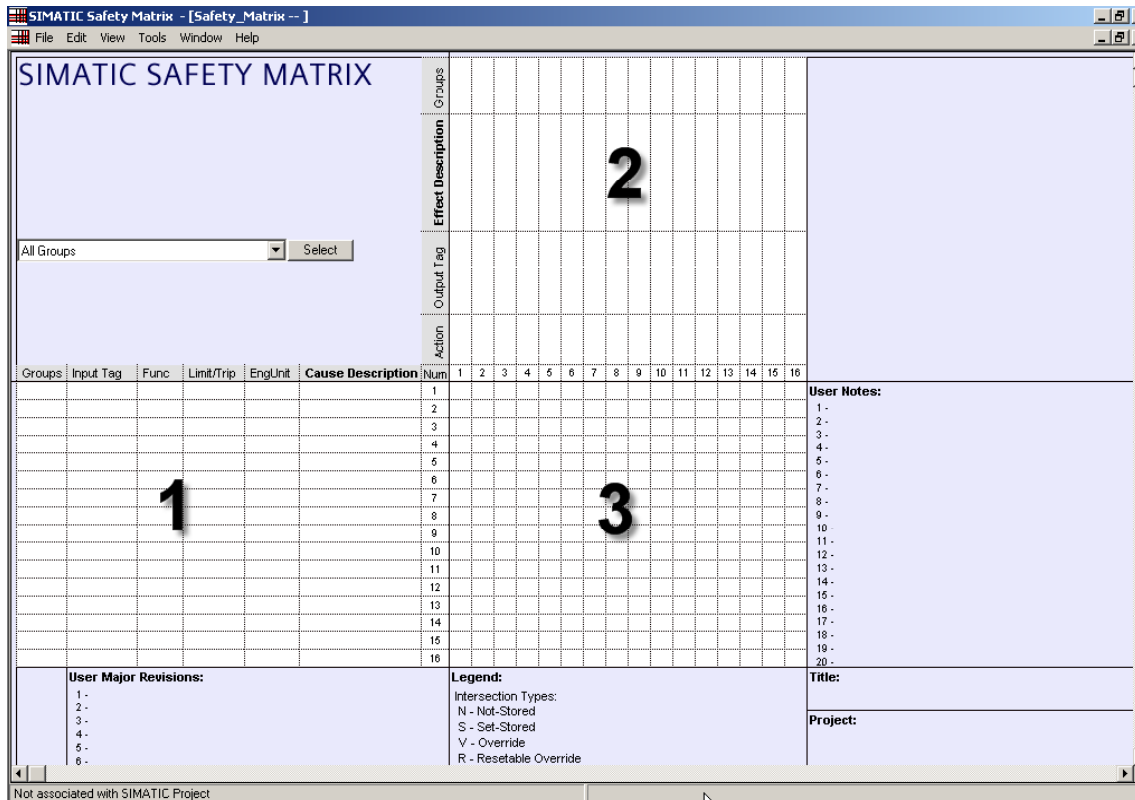 SIMATIC Safety Matrix - [Safety_Matrix -- ]
File Edit View Tools Window Help
SIMATIC SAFETY MATRIX
Groups
Effect Description
2
All Groups
Select
Output Tag
Action
Groups Input Tag Func Limit/Trip EngUnit Cause Description Num 1 2 3 4 5 6 7 8 9 10 11 12 13 14 15 16
1
2
3
4
5
6
7
8
9
10
11
12
13
14
15
16
1
3
User Notes:
1 -
2 -
3 -
4 -
5 -
6 -
7 -
8 -
9 -
10
11 -
12 -
13 -
14 -
15 -
16 -
17 -
18 -
19 -
20 -
User Major Revisions:
1 -
2 -
3 -
4 -
5 -
6 -
Legend:
Intersection Types:
N - Not-Stored
S - Set-Stored
V - Override
R - Resetable Override
Title:
Project:
Not associated with SIMATIC Project